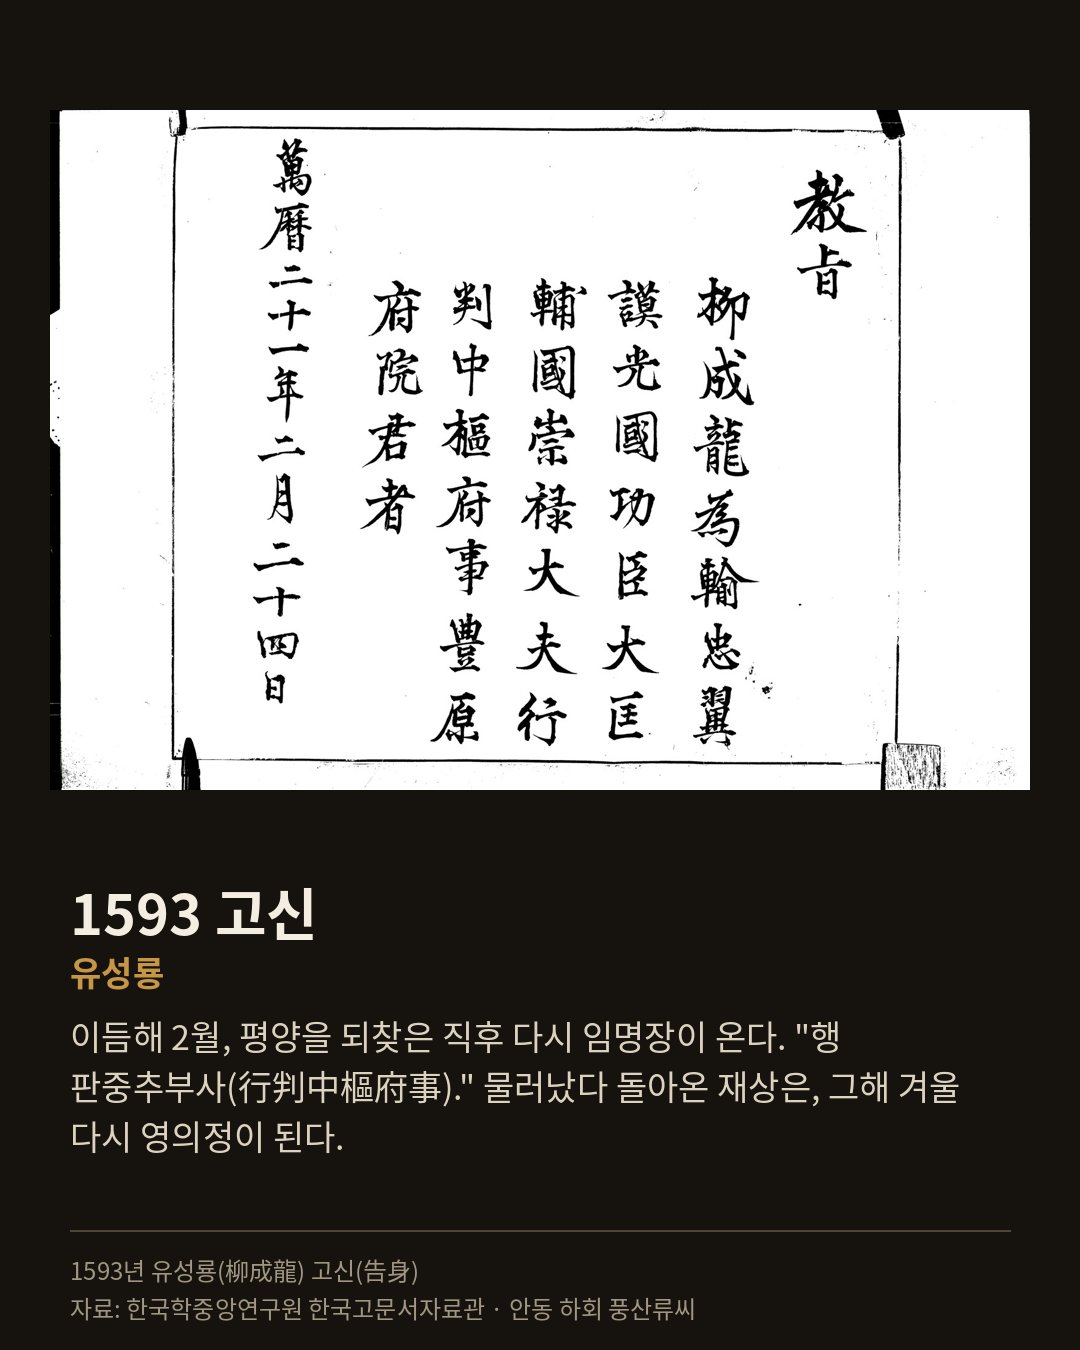 教旨
柳成龍為輸忠翼
謨光國功臣大匡
輔國崇禄大夫行
判中樞府事豐原
府院君者
萬曆二十一年二月二十四日
1593 고신
유성룡
이듬해 2월, 평양을 되찾은 직후 다시 임명장이 온다. "행
판중추부사(行判中樞府事)." 물러났다 돌아온 재상은, 그해 겨울
다시 영의정이 된다.
1593년 유성룡(柳成龍) 고신(告身)
자료: 한국학중앙연구원 한국고문서자료관 · 안동 하회 풍산류씨